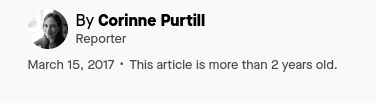 By Corinne Purtill
Reporter
March 15, 2017 • This article is more than 2 years old.